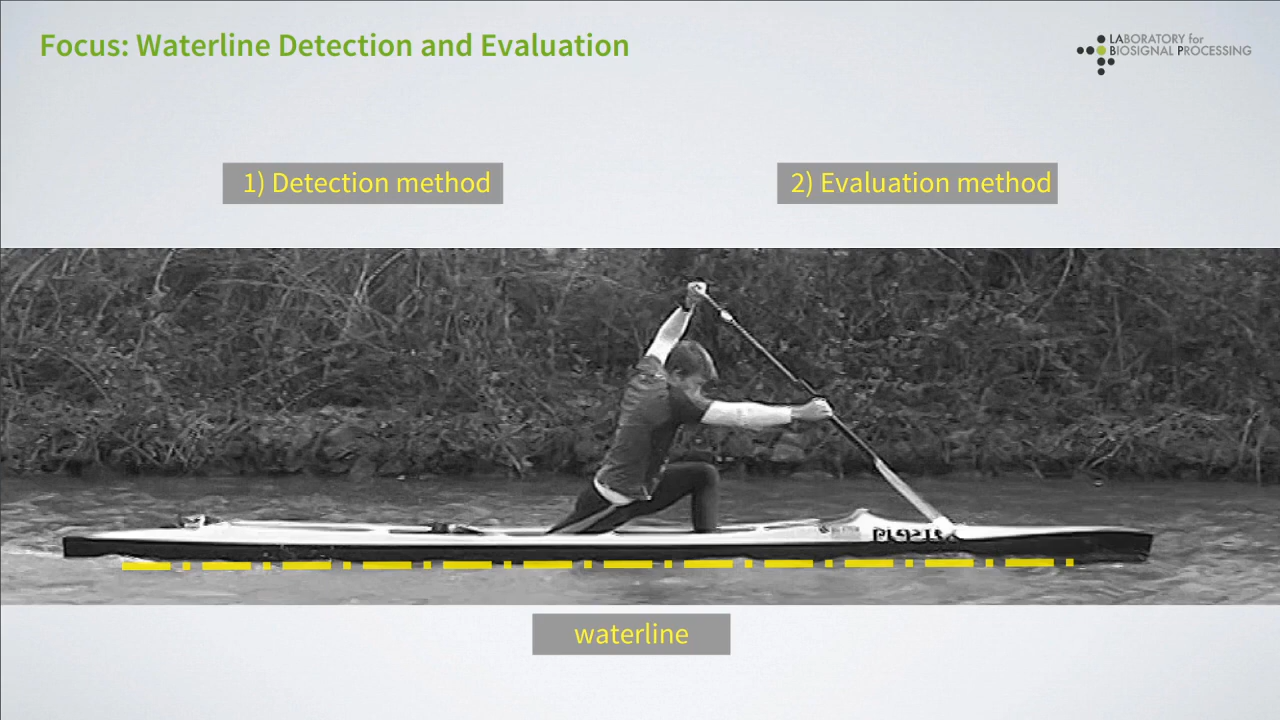 Focus: Waterline Detection and Evaluation
LABORATORY for
BIOSIGNAL PROCESSING
1) Detection method
2) Evaluation method
waterline